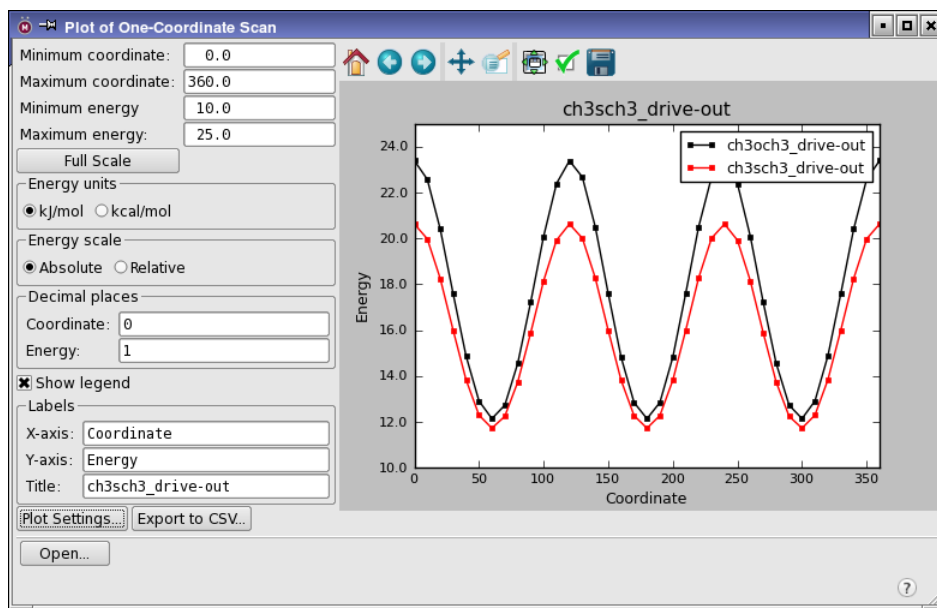 Plot of One-Coordinate Scan
Minimum coordinate: 0.0
Maximum coordinate: 360.0
Minimum energy 10.0
Maximum energy: 25.0
Full Scale
Energy units
kJ/mol kcal/mol
Energy scale
Absolute Relative
Decimal places
Coordinate: 0
Energy: 1
Show legend
Labels
X-axis: Coordinate
Y-axis: Energy
Title: ch3sch3_drive-out
Plot Settings... Export to CSV...
Open...
ch3sch3_drive-out
ch3och3_drive-out
ch3sch3_drive-out
24.0
22.0
20.0
18.0
16.0
14.0
12.0
10.0
Energy
0 50 100 150 200 250 300 350
Coordinate
?